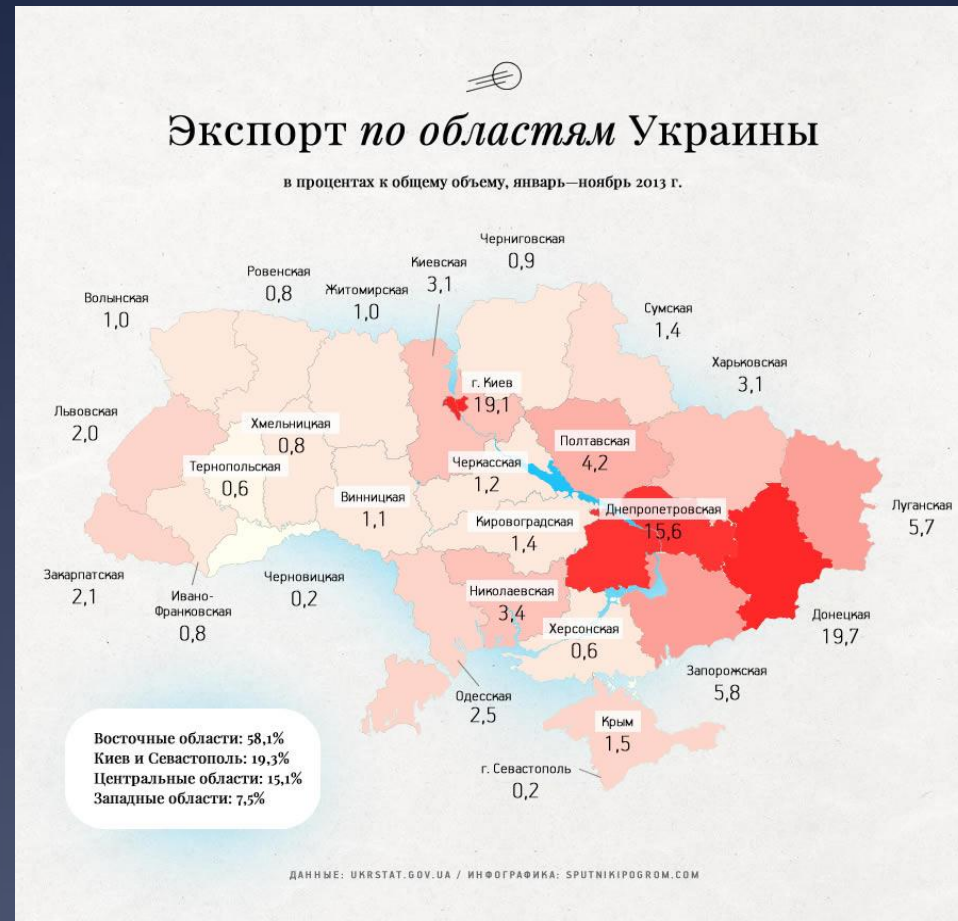 Экспорт по областям Украины
в процентах к общему объему, январь—ноябрь 2013 г.
Черниговская
0,9
Киевская
3,1
Ровенская
0,8
Житомирская
1,0
Волынская
1,0
Сумская
1,4
Харьковская
3,1
г. Киев
19,1
Львовская
2,0
Хмельницкая
0,8
Полтавская
4,2
Тернопольская
0,6
Черкасская
1,2
Винницкая
1,1
Днепропетровская
15,6
Луганская
5,7
Кировоградская
1,4
Закарпатская
2,1
Ивано-
Франковская
0,8
Черновицкая
0,2
Николаевская
3,4
Херсонская
0,6
Донецкая
19,7
Запорожская
5,8
Одесская
2,5
Крым
1,5
г. Севастополь
0,2
Восточные области: 58,1%
Киев и Севастополь: 19,3%
Центральные области: 15,1%
Западные области: 7,5%
ДАННЫЕ: UKRSTAT.GOV.UA / ИНФОГРАФИКА: SPUTNIKIPOGROM.COM